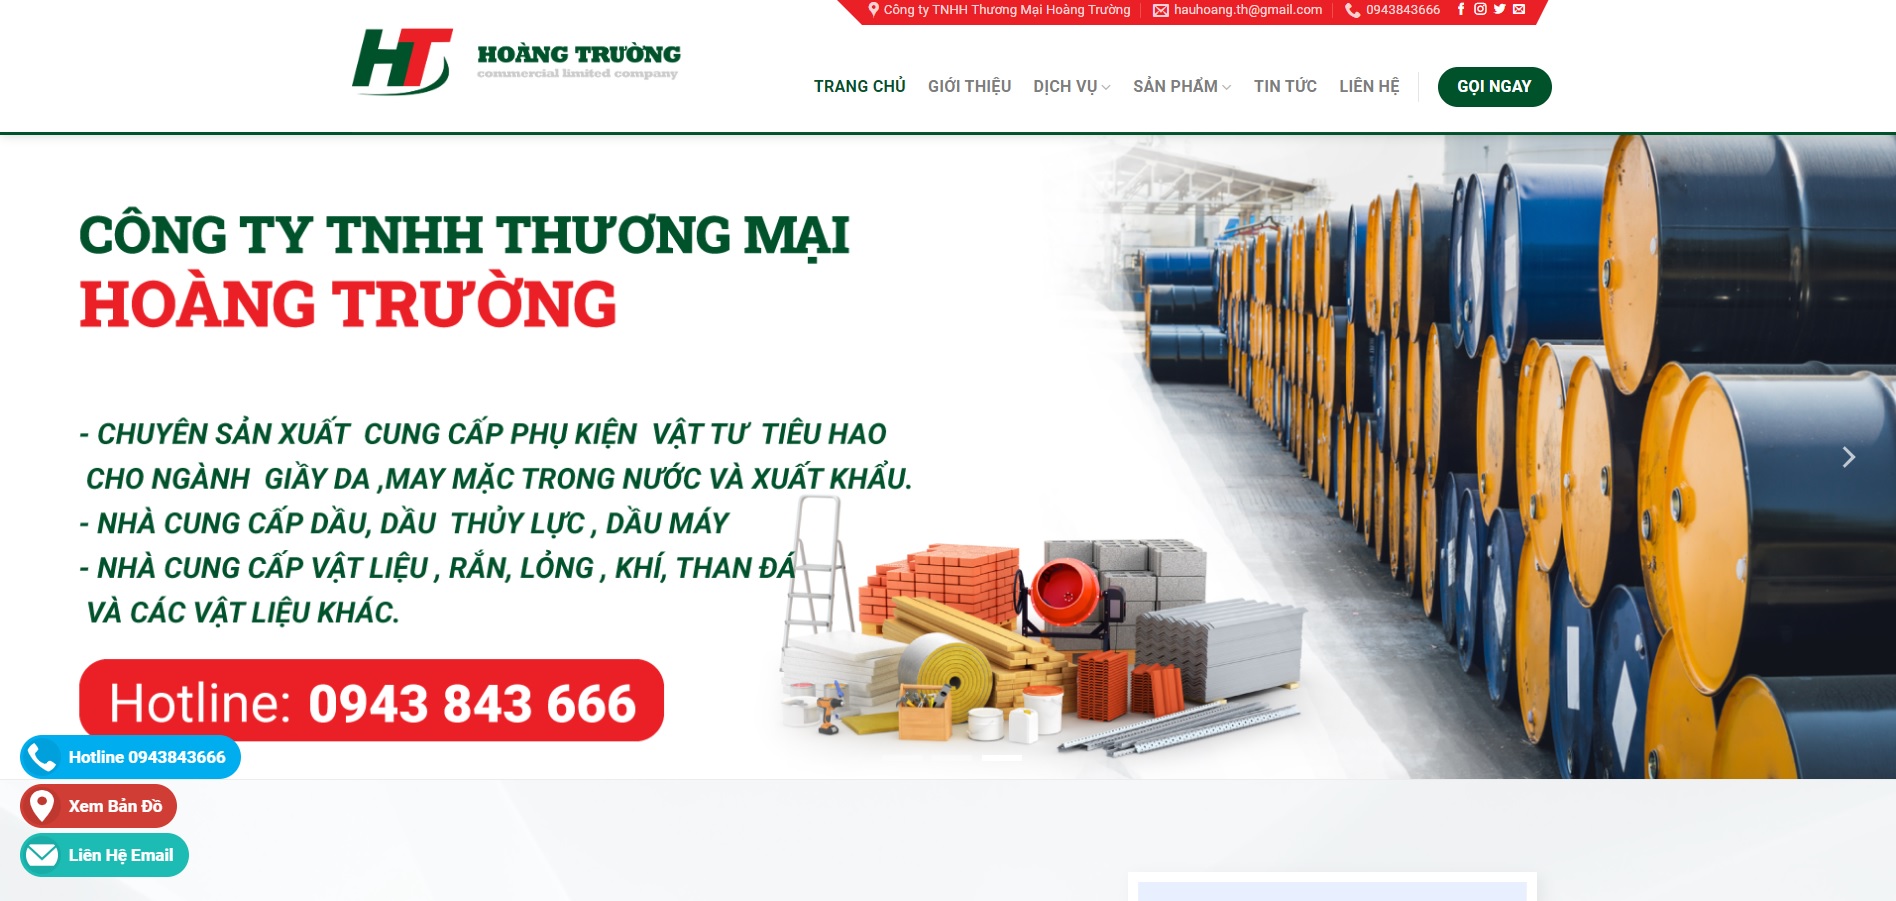 Công ty TNHH Thương Mại Hoàng Trường
hauhoang.th@gmail.com
0943843666
HT
HOÀNG TRƯỜNG
commercial limited company
TRANG CHỦ
GIỚI THIỆU
DỊCH VỤ
SẢN PHẨM
TIN TỨC
LIÊN HỆ
GỌI NGAY
CÔNG TY TNHH THƯƠNG MẠI
HOÀNG TRƯỜNG
- CHUYÊN SẢN XUẤT CUNG CẤP PHỤ KIỆN VẬT TƯ TIÊU HAO
CHO NGÀNH GIẦY DA ,MAY MẶC TRONG NƯỚC VÀ XUẤT KHẨU.
- NHÀ CUNG CẤP DẦU, DẦU THỦY LỰC , DẦU MÁY
- NHÀ CUNG CẤP VẬT LIỆU , RẮN, LỎNG , KHÍ, THAN ĐÁ
VÀ CÁC VẬT LIỆU KHÁC.
Hotline: 0943 843 666
Hotline 0943843666
Xem Bản Đồ
Liên Hệ Email